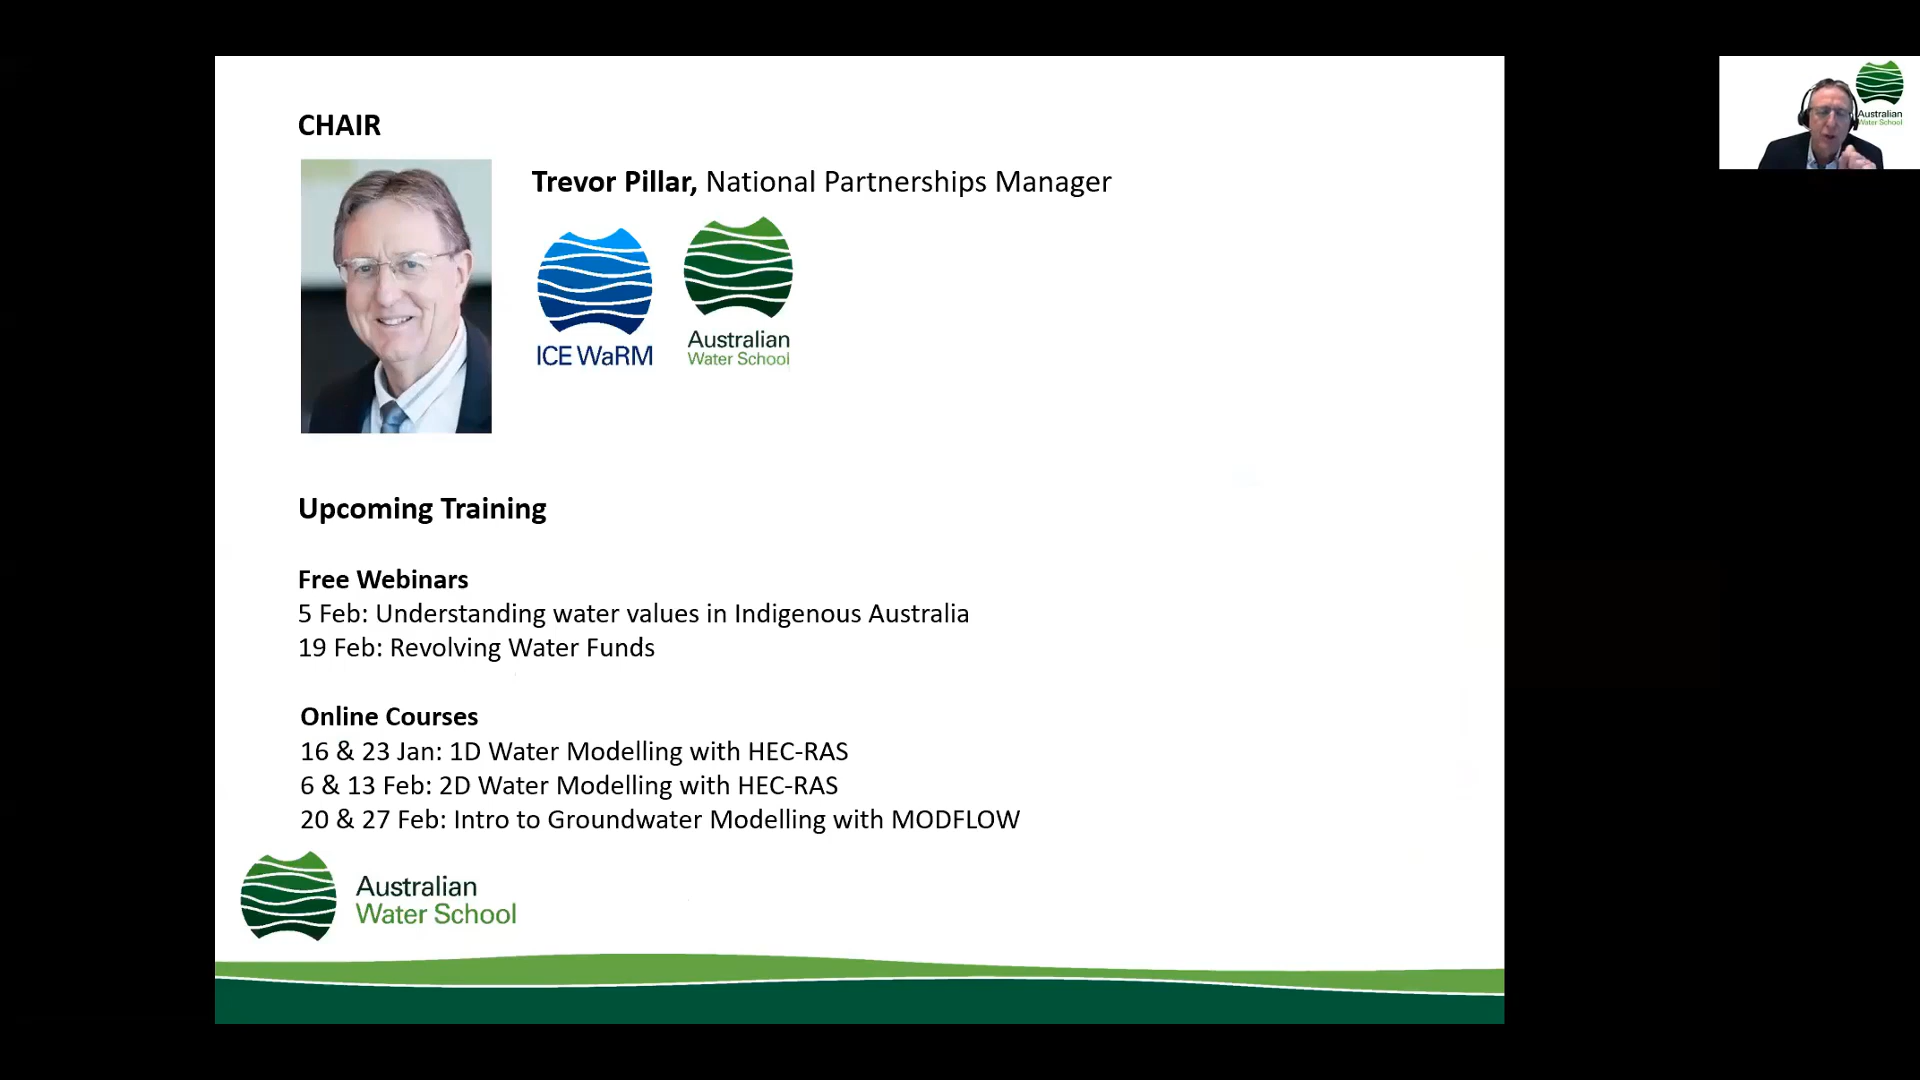 CHAIR
Trevor Pillar, National Partnerships Manager
ICE WaRM
Australian
Water School
Upcoming Training
Free Webinars
5 Feb: Understanding water values in Indigenous Australia
19 Feb: Revolving Water Funds
Online Courses
16 & 23 Jan: 1D Water Modelling with HEC-RAS
6 & 13 Feb: 2D Water Modelling with HEC-RAS
20 & 27 Feb: Intro to Groundwater Modelling with MODFLOW
Australian
Water School
Australian
Water School